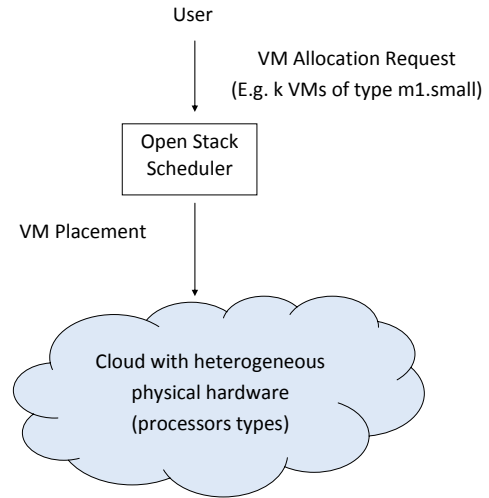 User
VM Allocation Request
(E.g. k VMs of type m1.small)
Open Stack
Scheduler
VM Placement
Cloud with heterogeneous
physical hardware
(processors types)